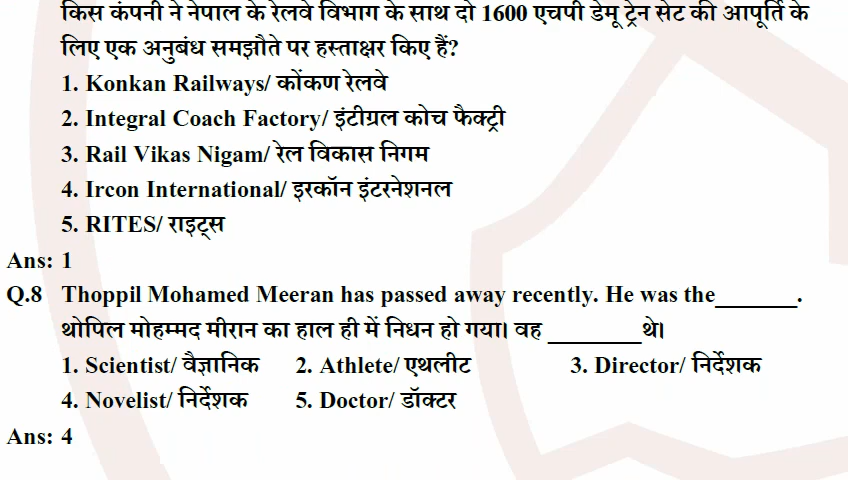 किस कंपनी ने नेपाल के रेलवे विभाग के साथ दो 1600 एचपी डेमू ट्रेन सेट की आपूर्ति के
लिए एक अनुबंध समझौते पर हस्ताक्षर किए हैं?
1. Konkan Railways/ कोंकण रेलवे
2. Integral Coach Factory/ इंटीग्रल कोच फैक्ट्री
3. Rail Vikas Nigam/ रेल विकास निगम
4. Ircon International/ इरकॉन इंटरनेशनल
5. RITES/ राइट्स
Ans: 1
Q.8 Thoppil Mohamed Meeran has passed away recently. He was the_______.
थोपिल मोहम्मद मीरान का हाल ही में निधन हो गया। वह ________थे।
1. Scientist/ वैज्ञानिक 2. Athlete/ एथलीट 3. Director/ निर्देशक
4. Novelist/ निर्देशक 5. Doctor/ डॉक्टर
Ans: 4